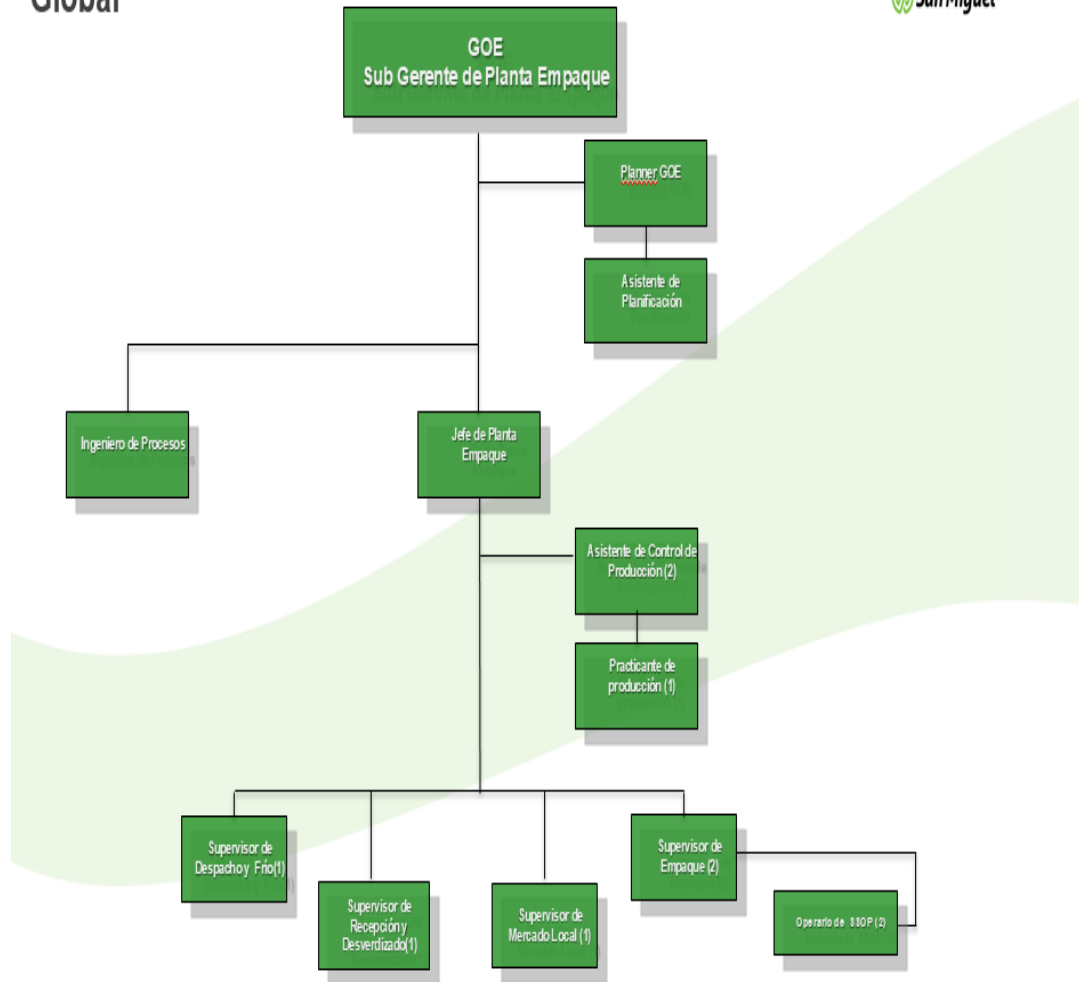 Global
San Miguel
GOE
Sub Gerente de Planta Empaque
Planner GOE
Asistente de
Planificación
Ingeniero de Procesos
Jefe de Planta
Empaque
Asistente de Control de
Producción (2)
Practicante de
producción (1)
Supervisor de
Despacho y Frío(1)
Supervisor de
Recepción y
Desverdizado(1)
Supervisor de
Mercado Local (1)
Supervisor de
Empaque (2)
Operario de SSOP (2)